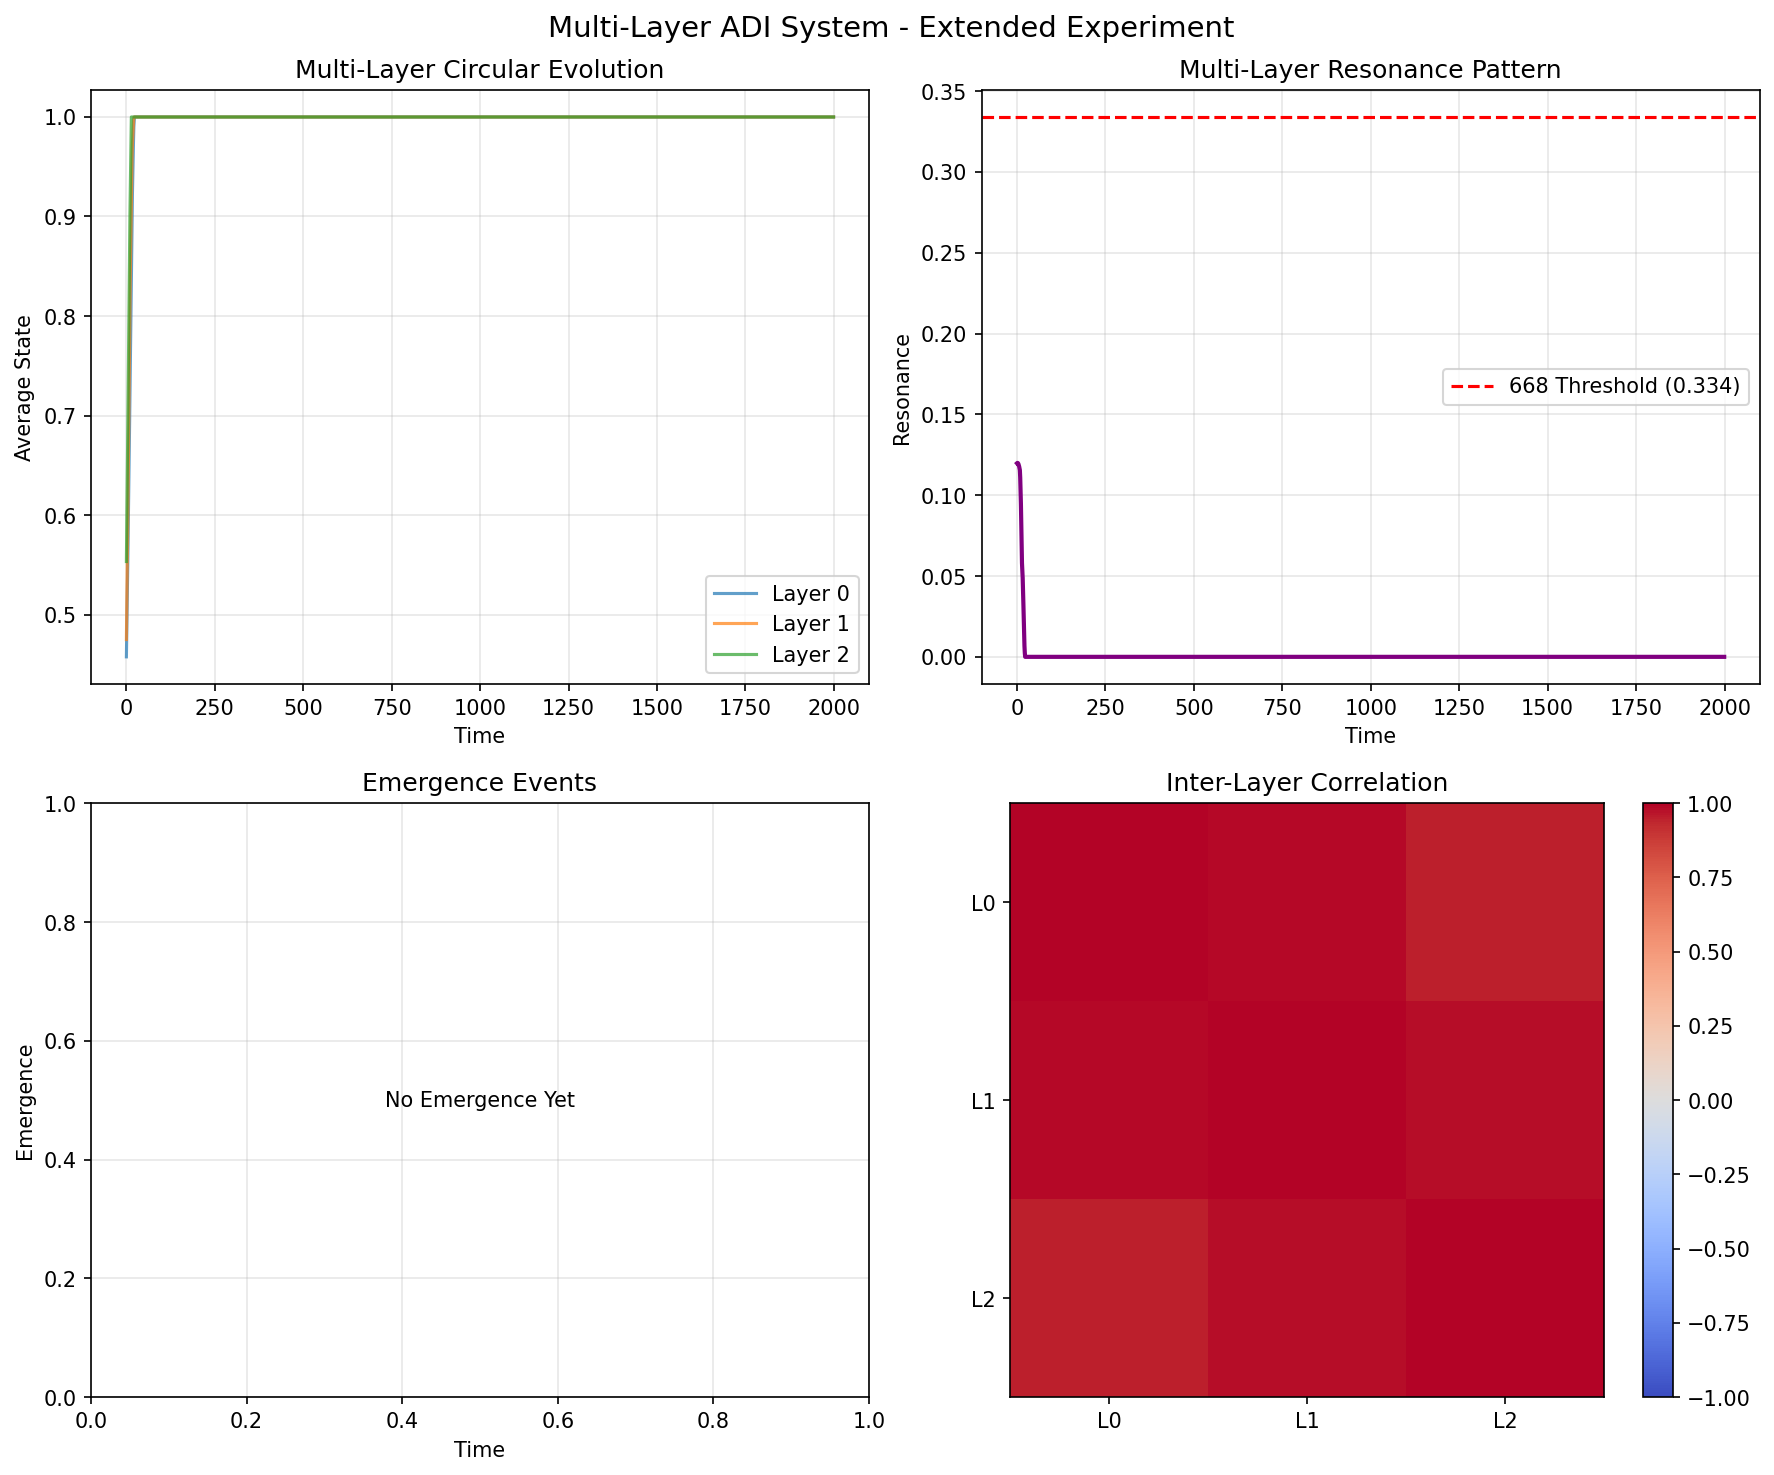 Multi-Layer ADI System - Extended Experiment
Multi-Layer Circular Evolution
Average State
1.0
0.9
0.8
0.7
0.6
0.5
Layer 0
Layer 1
Layer 2
0 250 500 750 1000 1250 1500 1750 2000
Time
Multi-Layer Resonance Pattern
Resonance
0.35
0.30
0.25
0.20
0.15
0.10
0.05
0.00
668 Threshold (0.334)
0 250 500 750 1000 1250 1500 1750 2000
Time
Emergence Events
Emergence
1.0
0.8
0.6
0.4
0.2
0.0
No Emergence Yet
0.0 0.2 0.4 0.6 0.8 1.0
Time
Inter-Layer Correlation
L0
L1
L2
L0 L1 L2
1.00
0.75
0.50
0.25
0.00
−0.25
−0.50
−0.75
−1.00